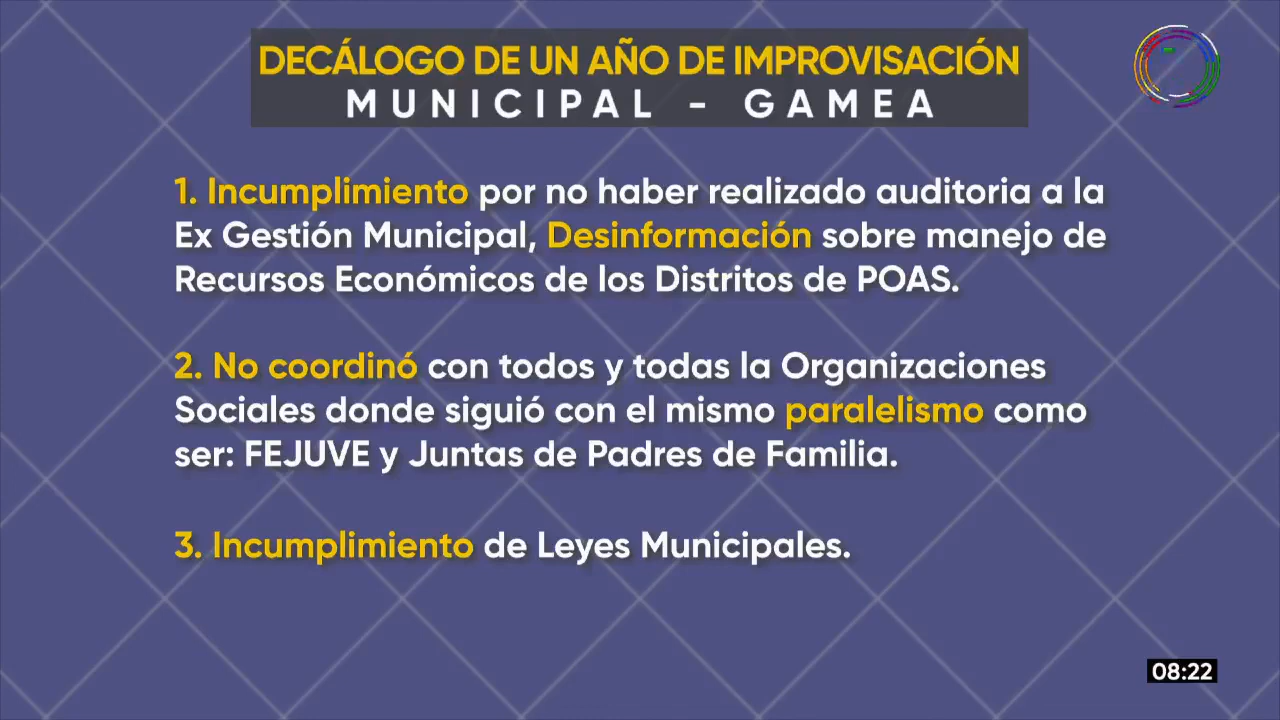 DECÁLOGO DE UN AÑO DE IMPROVISACIÓN
MUNICIPAL - GAMEA
1. Incumplimiento por no haber realizado auditoria a la
Ex Gestión Municipal, Desinformación sobre manejo de
Recursos Económicos de los Distritos de POAS.
2. No coordinó con todos y todas la Organizaciones
Sociales donde siguió con el mismo paralelismo como
ser: FEJUVE y Juntas de Padres de Familia.
3. Incumplimiento de Leyes Municipales.
08:22